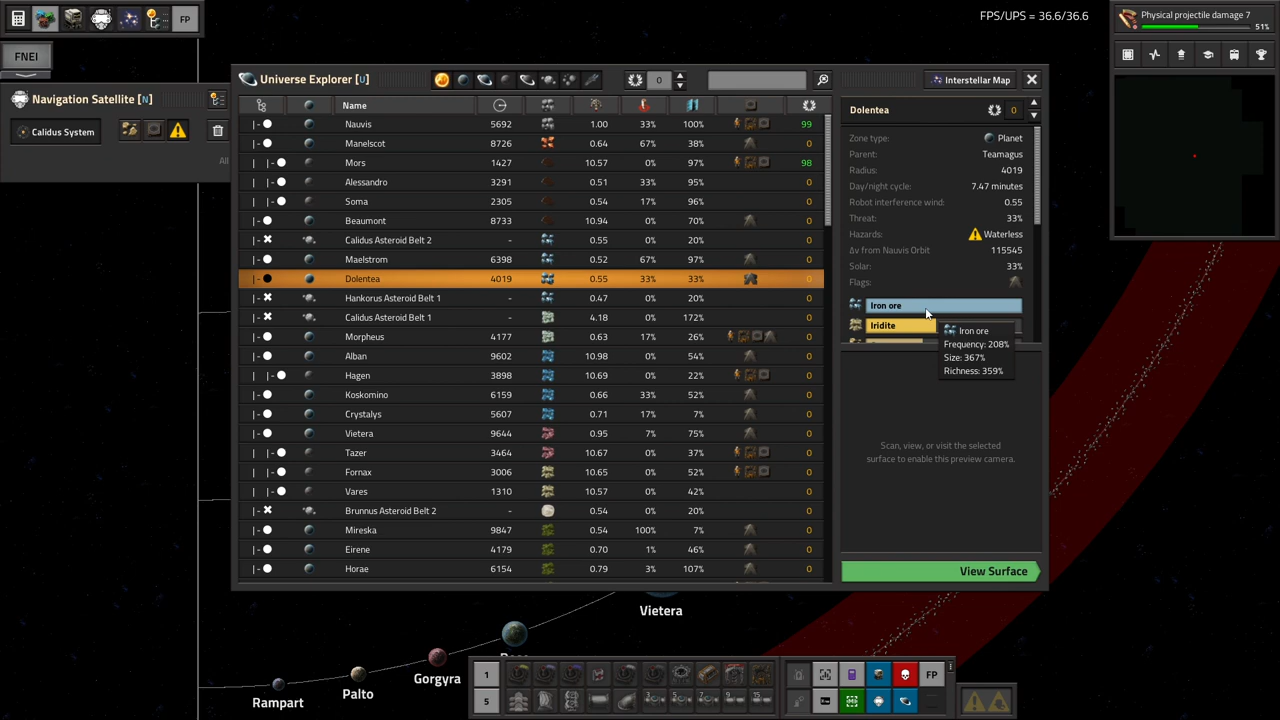 FP
FPS/UPS = 36.6/36.6
Physical projectile damage 7
51%
FNEI
Navigation Satellite [N]
Calidus System
All
Universe Explorer [U]
0
Interstellar Map
Name
Nauvis 5692 1.00 33% 100% 99
Manelscot 8726 0.64 67% 38% 0
Mors 1427 10.57 0% 97% 98
Alessandro 3291 0.51 33% 95% 0
Soma 2305 0.54 17% 96% 0
Beaumont 8733 10.94 0% 70% 0
Calidus Asteroid Belt 2 - 0.55 0% 20% 0
Maelstrom 6398 0.52 67% 97% 0
Dolentea 4019 0.55 33% 33% 0
Hankorus Asteroid Belt 1 - 0.47 0% 20% 0
Calidus Asteroid Belt 1 - 4.18 0% 172% 0
Morpheus 4177 0.63 17% 26% 0
Alban 9602 10.98 0% 54% 0
Hagen 3898 10.69 0% 22% 0
Koskomino 6159 0.66 33% 52% 0
Crystalys 5607 0.71 17% 7% 0
Vietera 9644 0.95 7% 75% 0
Tazer 3464 10.67 0% 37% 0
Fornax 3006 10.65 0% 52% 0
Vares 1310 10.57 0% 42% 0
Brunnus Asteroid Belt 2 - 0.54 0% 20% 0
Mireska 9847 0.54 100% 7% 0
Eirene 4179 0.70 1% 46% 0
Horae 6154 0.79 3% 107% 0
Dolentea 0
Zone type: Planet
Parent: Teamagus
Radius: 4019
Day/night cycle: 7.47 minutes
Robot interference wind: 0.55
Threat: 33%
Hazards: Waterless
Δv from Nauvis Orbit 115545
Solar: 33%
Flags:
Iron ore
Iridite
Iron ore
Frequency: 208%
Size: 367%
Richness: 359%
Scan, view, or visit the selected
surface to enable this preview camera.
View Surface
Vietera
Gorgyra
Palto
Rampart
1
FP
5